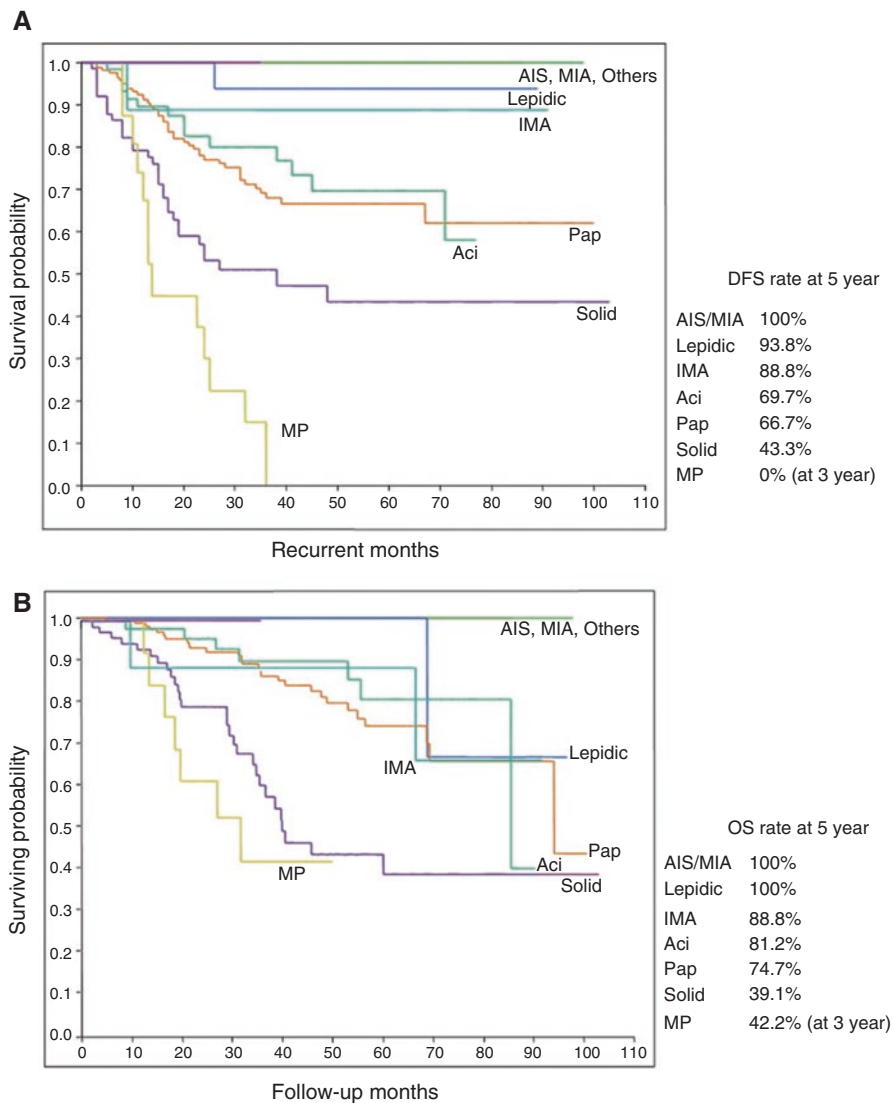 A
Survival probability
1.0
0.9
0.8
0.7
0.6
0.5
0.4
0.3
0.2
0.1
0.0
AIS, MIA, Others
Lepidic
IMA
Pap
Aci
Solid
MP
0 10 20 30 40 50 60 70 80 90 100 110
Recurrent months
DFS rate at 5 year
AIS/MIA 100%
Lepidic 93.8%
IMA 88.8%
Aci 69.7%
Pap 66.7%
Solid 43.3%
MP 0% (at 3 year)
B
Surviving probability
1.0
0.9
0.8
0.7
0.6
0.5
0.4
0.3
0.2
0.1
0.0
AIS, MIA, Others
Lepidic
IMA
Pap
Aci
MP
Solid
0 10 20 30 40 50 60 70 80 90 100 110
Follow-up months
OS rate at 5 year
AIS/MIA 100%
Lepidic 100%
IMA 88.8%
Aci 81.2%
Pap 74.7%
Solid 39.1%
MP 42.2% (at 3 year)